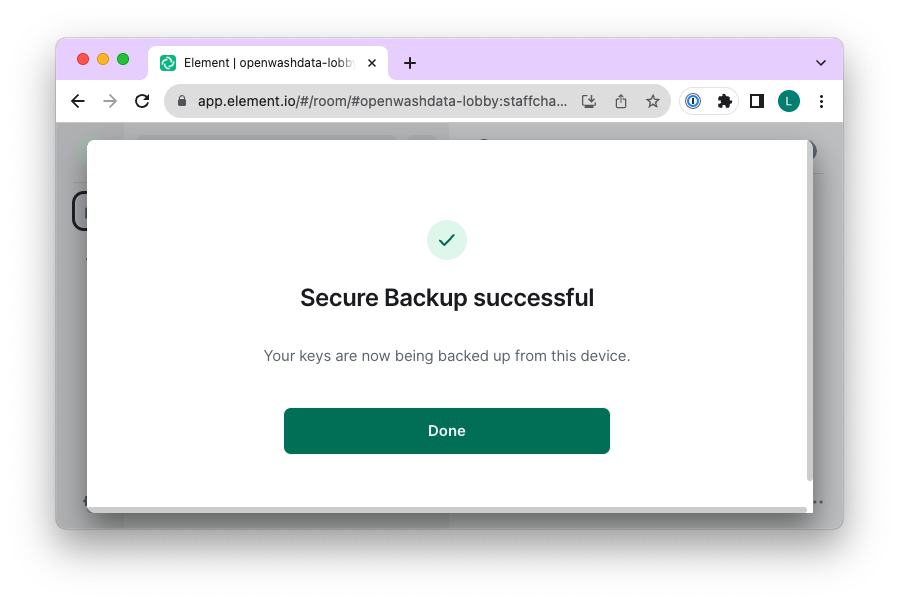 Element | openwashdata-lobby
app.element.io/#/room/#openwashdata-lobby:staffcha...
L
Secure Backup successful
Your keys are now being backed up from this device.
Done